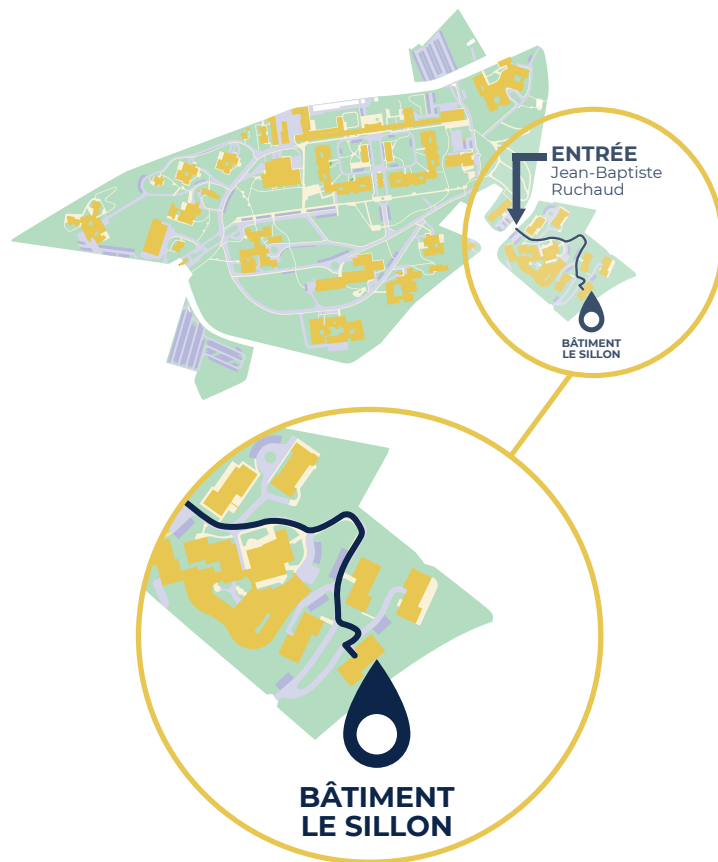 ENTRÉE
Jean-Baptiste
Ruchaud
BÂTIMENT
LE SILLON
BÂTIMENT
LE SILLON